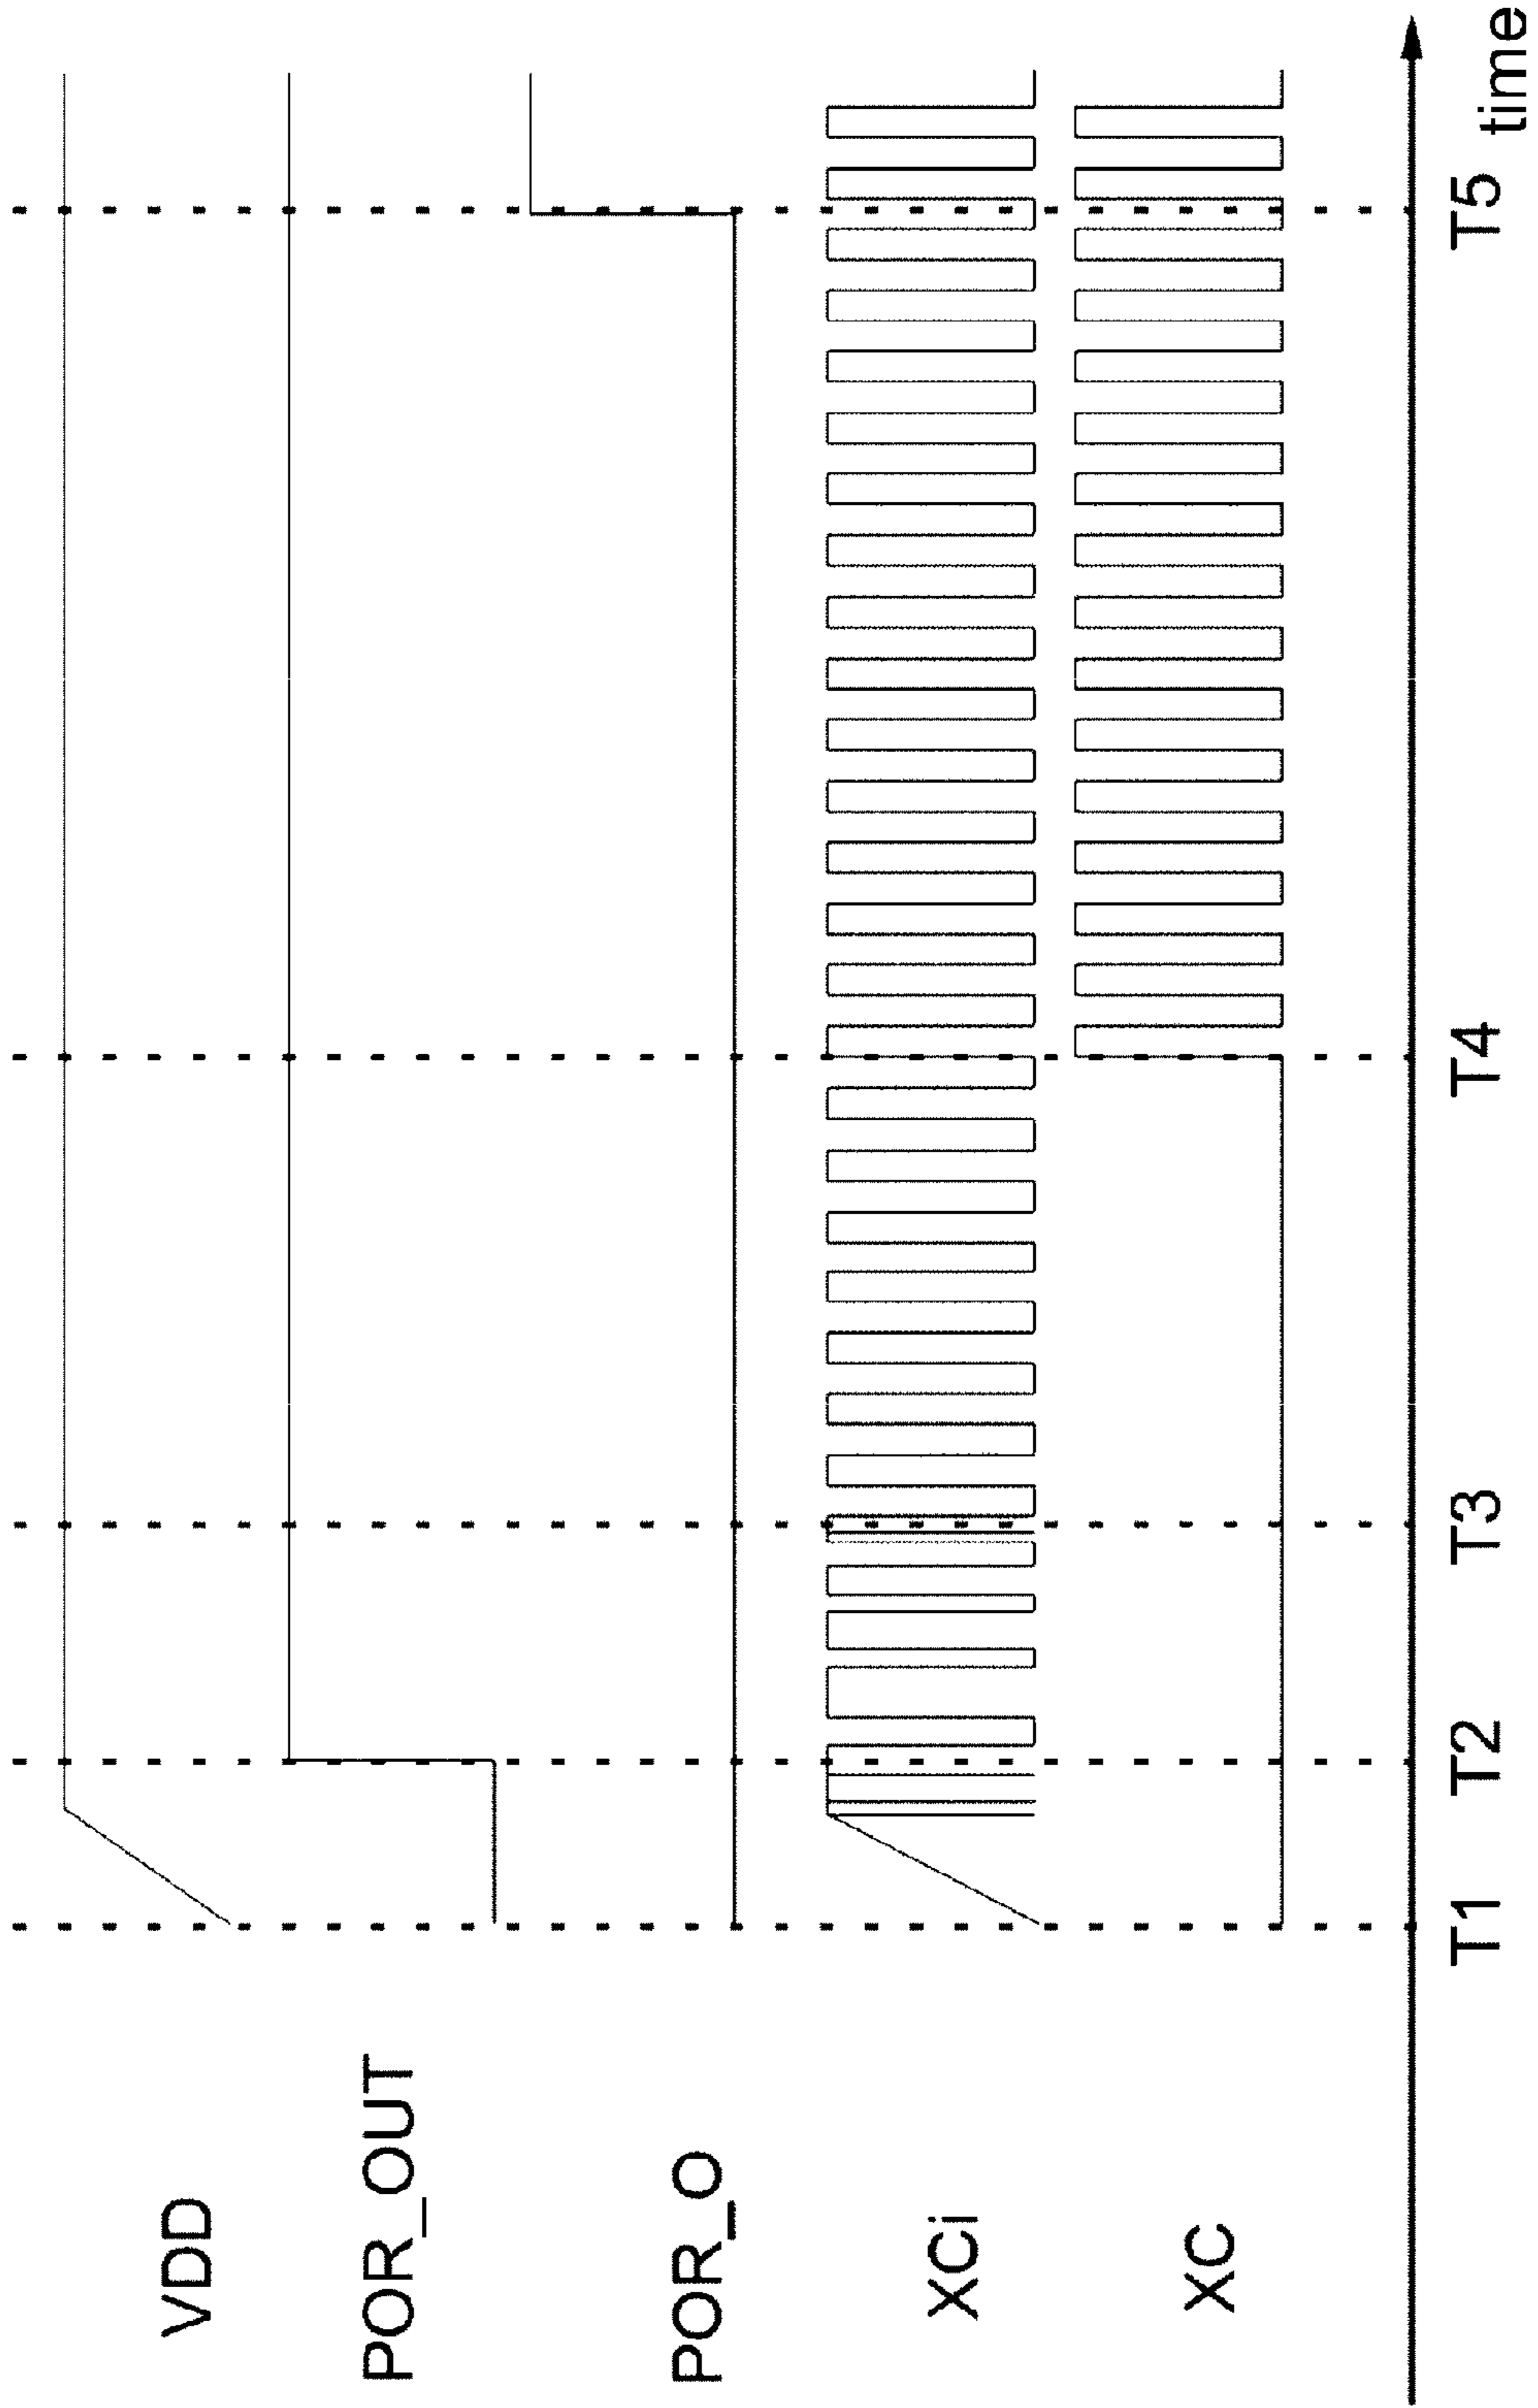 VDD
POR_OUT
POR_O
XCi
XC
T1 T2 T3 T4 T5 time